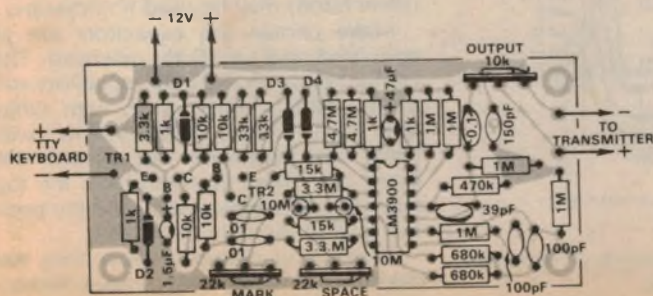 - 12V +
OUTPUT
10k
D1
D3 D4
+47µF
3.3k
1k
10k
10k
33k
33k
4.7M
4.7M
1k
1k
1M
1M
0.1
150pF
+
TTY
KEYBOARD
-
-
TO
TRANSMITTER
+
TR1
E
C
B
B
E
C
TR2
15k
3.3M
10M
LM3900
1M
470k
39pF
1M
1k
10k
10k
.01
.01
15k
3.3.M
10M
1M
680k
680k
100pF
100pF
D2
+
1.5µF
22k
MARK
22k
SPACE